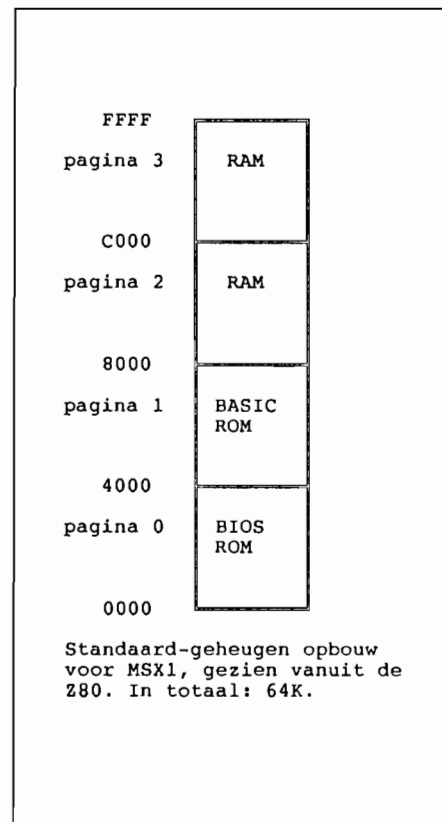 FFFF
pagina 3 RAM
C000
pagina 2 RAM
8000
pagina 1 BASIC
ROM
4000
pagina 0 BIOS
ROM
0000
Standaard-geheugen opbouw
voor MSX1, gezien vanuit de
Z80. In totaal: 64K.